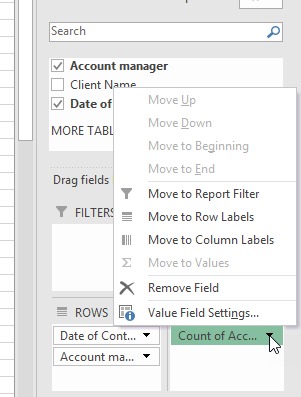 Search
Account manager
Client Name
Date of
MORE TABL
Move Up
Move Down
Move to Beginning
Move to End
Drag fields
Move to Report Filter
FILTERS
Move to Row Labels
Move to Column Labels
Move to Values
Remove Field
ROWS
Value Field Settings...
Date of Cont...
Count of Acc...
Account ma...